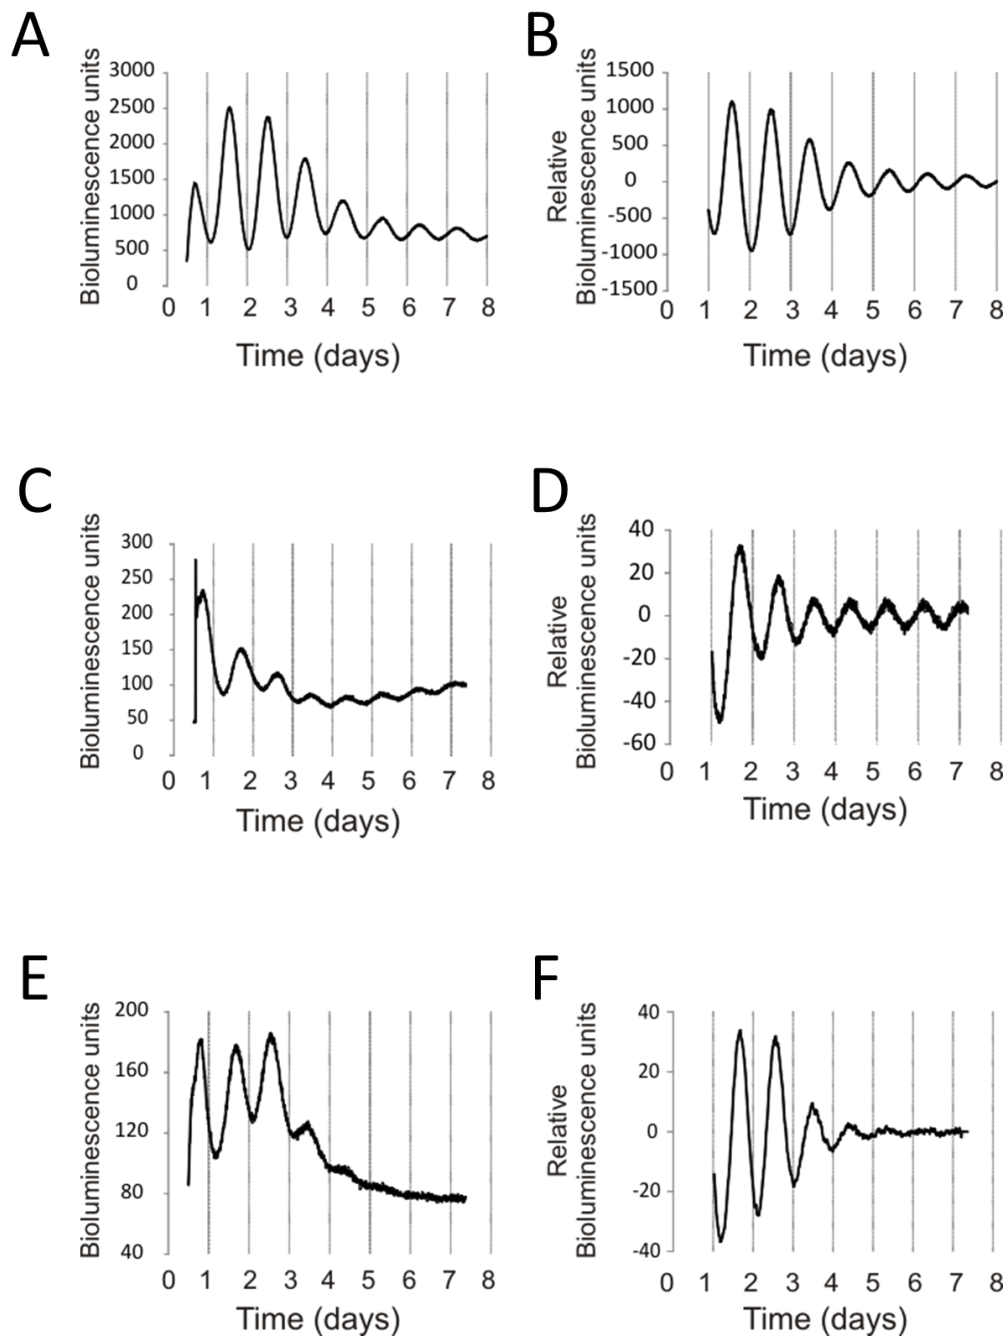 A
Bioluminescence units
3000
2500
2000
1500
1000
500
0
0 1 2 3 4 5 6 7 8
Time (days)
B
Relative
Bioluminescence units
1500
1000
500
0
-500
-1000
-1500
0 1 2 3 4 5 6 7 8
Time (days)
C
Bioluminescence units
300
250
200
150
100
50
0
0 1 2 3 4 5 6 7 8
Time (days)
D
Relative
Bioluminescence units
40
20
0
-20
-40
-60
0 1 2 3 4 5 6 7 8
Time (days)
E
Bioluminescence units
200
160
120
80
40
0 1 2 3 4 5 6 7 8
Time (days)
F
Relative
Bioluminescence units
40
20
0
-20
-40
0 1 2 3 4 5 6 7 8
Time (days)